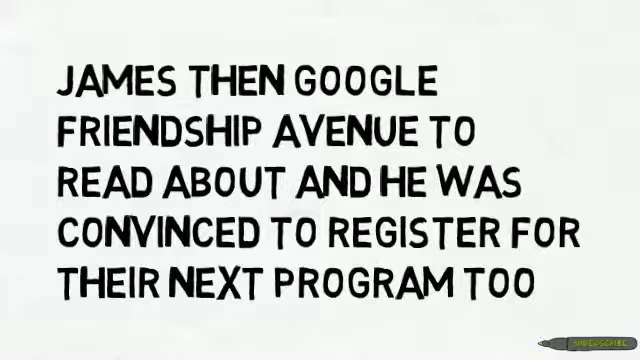 JAMES THEN GOOGLE
FRIENDSHIP AVENUE TO
READ ABOUT AND HE WAS
CONVINCED TO REGISTER FOR
THEIR NEXT PROGRAM TOO
VIDEOSCRIBE